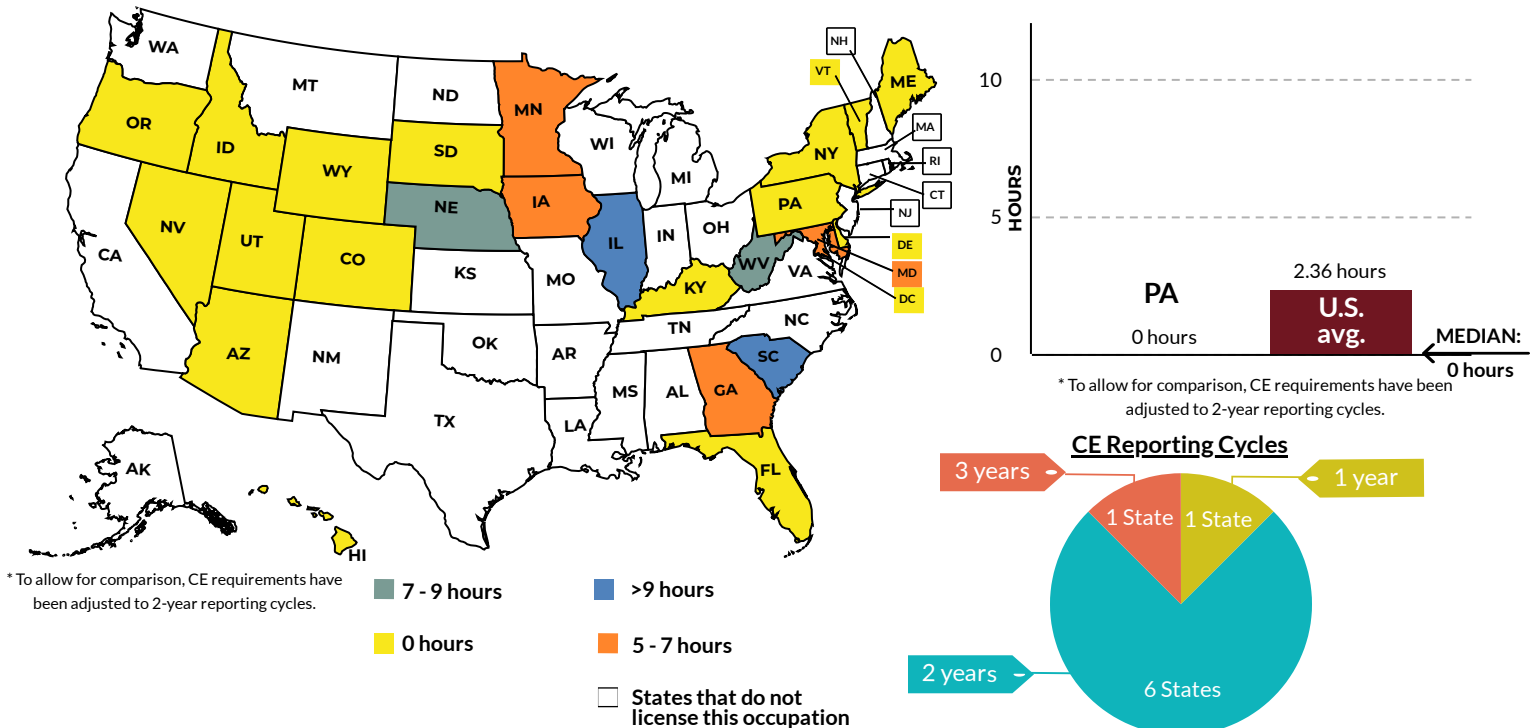 WA
MT
ND
MN
OR
ID
WY
SD
WI
MI
NE
IA
NV
UT
CO
CA
KS
MO
IL
IN
OH
PA
NY
ME
NH
VT
MA
RI
CT
NJ
DE
MD
DC
WV
VA
KY
TN
NC
SC
AZ
NM
OK
AR
MS
AL
GA
TX
LA
FL
AK
HI
* To allow for comparison, CE requirements have
been adjusted to 2-year reporting cycles.
7 - 9 hours
>9 hours
0 hours
5 - 7 hours
States that do not
license this occupation
HOURS
10
5
0
PA
0 hours
2.36 hours
U.S.
avg.
MEDIAN:
0 hours
* To allow for comparison, CE requirements have been
adjusted to 2-year reporting cycles.
CE Reporting Cycles
3 years
1 year
1 State
1 State
2 years
6 States